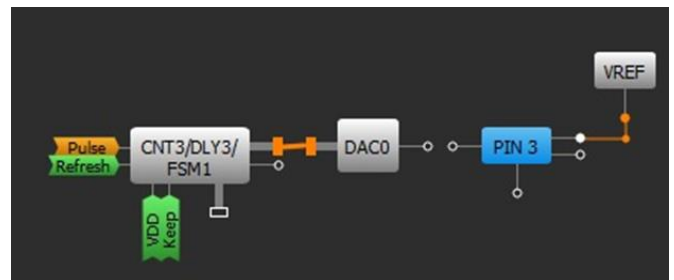 VREF
Pulse
Refresh
CNT3/DLY3/
FSM1
DAC0
PIN 3
VDD
Keep